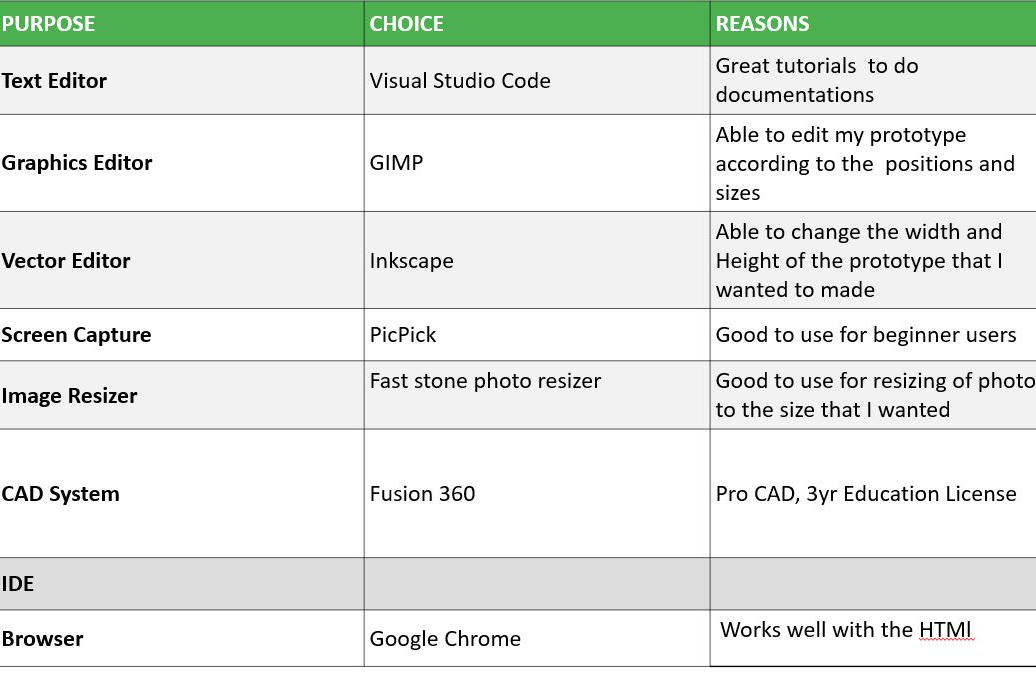 PURPOSE CHOICE REASONS
Text Editor Visual Studio Code Great tutorials  to do
documentations
Graphics Editor GIMP Able to edit my prototype
according to the  positions and
sizes
Vector Editor Inkscape Able to change the width and
Height of the prototype that I
wanted to made
Screen Capture PicPick Good to use for beginner users
Image Resizer Fast stone photo resizer Good to use for resizing of photo
to the size that I wanted
CAD System Fusion 360 Pro CAD, 3yr Education License
IDE
Browser Google Chrome Works well with the HTMl